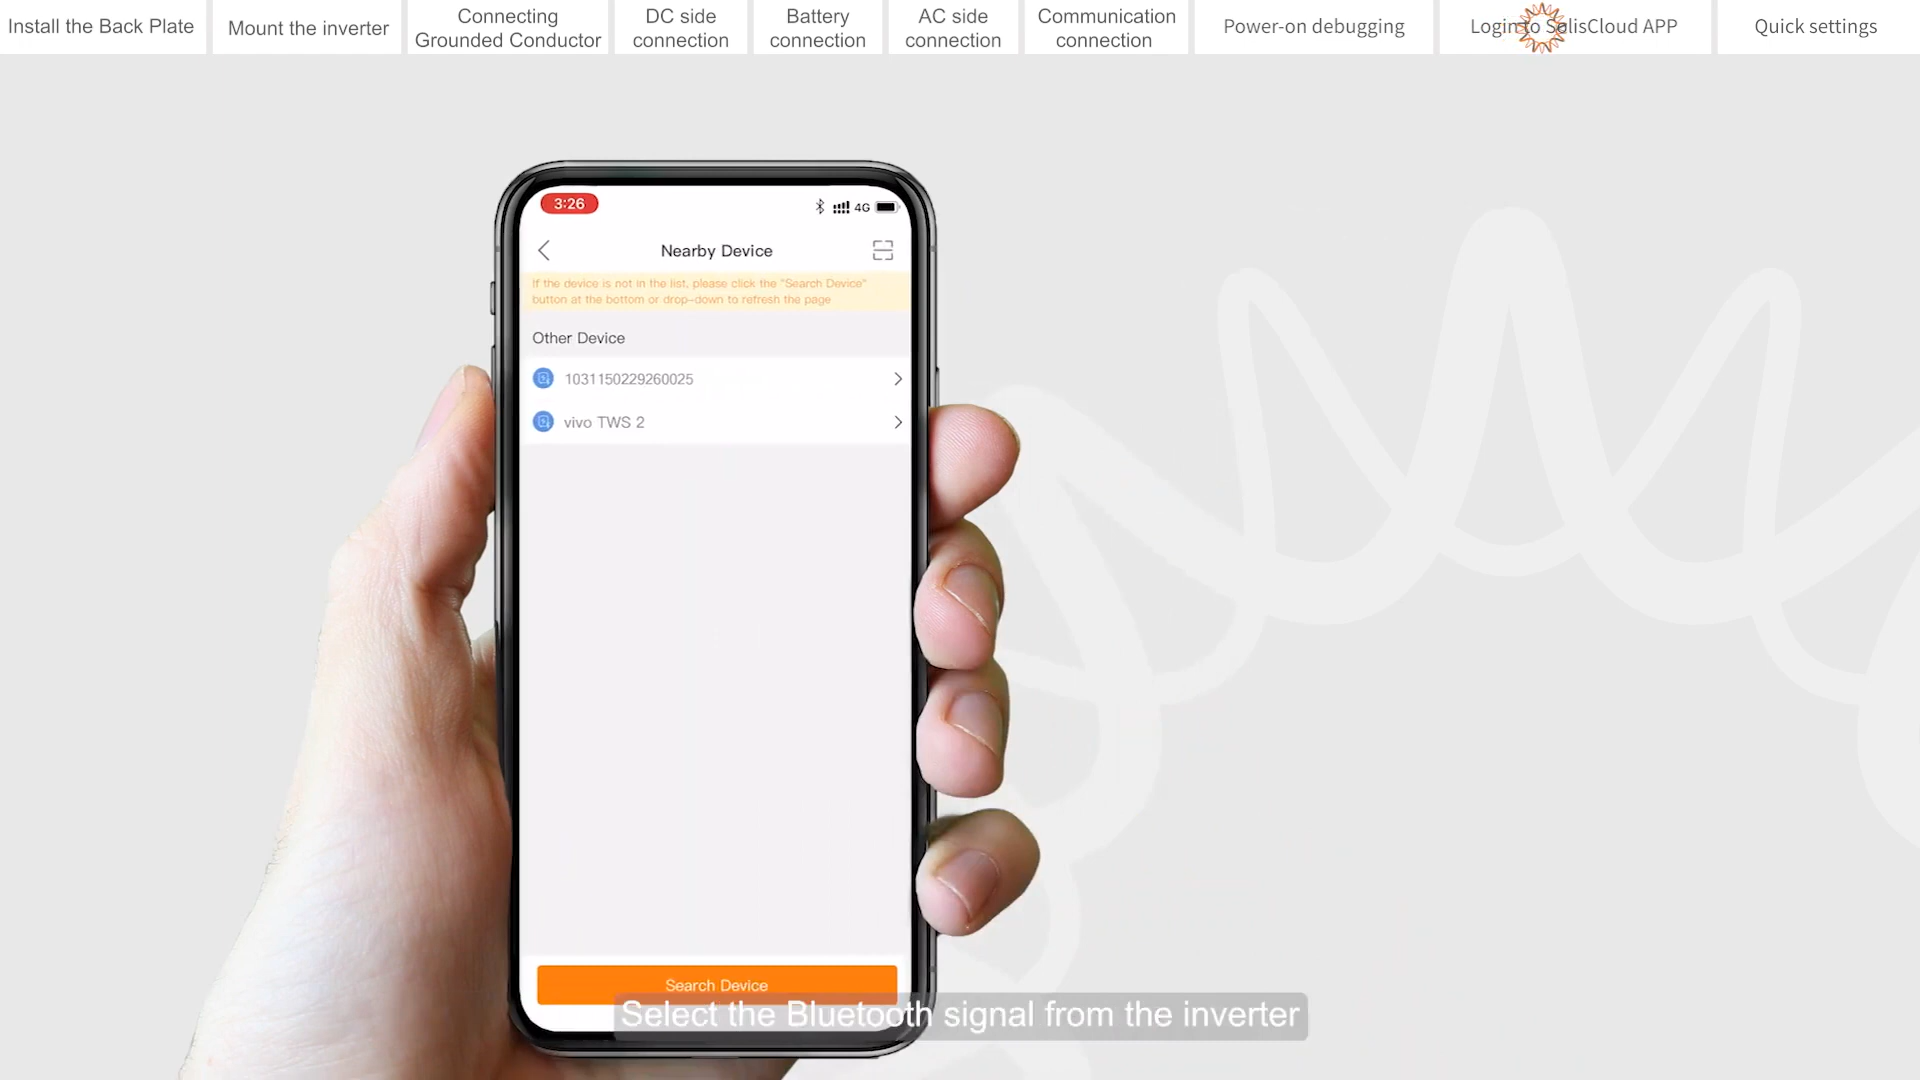 Install the Back Plate
Mount the inverter
Connecting
Grounded Conductor
DC side
connection
Battery
connection
AC side
connection
Communication
connection
Power-on debugging
Login to SolisCloud APP
Quick settings
3:26
4G
Nearby Device
If the device is not in the list, please click the "Search Device"
button at the bottom or drop-down to refresh the page
Other Device
1031150229260025
vivo TWS 2
Search Device
Select the Bluetooth signal from the inverter